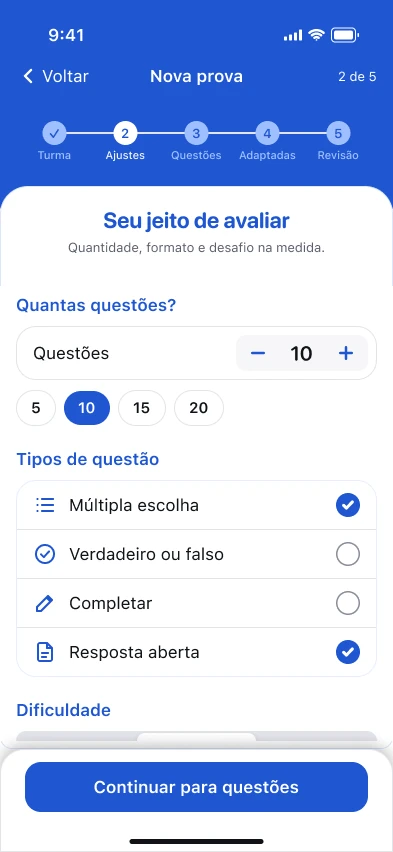 9:41
Voltar
Nova prova
2 de 5
2
3
4
5
Turma
Ajustes
Questões
Adaptadas
Revisão
Seu jeito de avaliar
Quantidade, formato e desafio na medida.
Quantas questões?
Questões
10
5
10
15
20
Tipos de questão
Múltipla escolha
Verdadeiro ou falso
Completar
Resposta aberta
Dificuldade
Continuar para questões